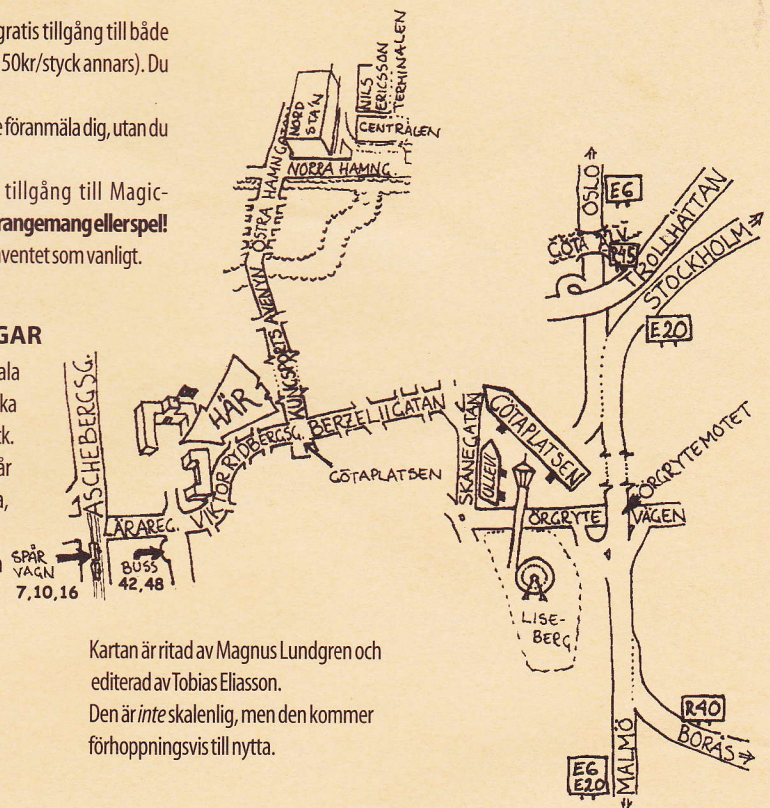 gratis tillgång till både
50kr/styck annars). Du
föranmäla dig, utan du
tillgång till Magic-
rangemang eller spel!
ventet som vanligt.
GAR
ala
ka
ck.
år
a,
NILS
ERICSSON
TERMINALEN
NORD
STA'N
CENTRALEN
NORRA HAMNG.
ÖSTRA HAMNGATAN
KUNGSPORTS AVENYN
HÄR
ASCHEBERGSG.
VIKTOR RYDBERGSG.
BERZELIIGATAN
GÖTAPLATSEN
ÄRAREG.
SPÅR
VAGN
7,10,16
BUSS
42,48
SKÅNEGATAN
GÖTAPLATSEN
ULLEVI
ÖRGRYTE
VÄGEN
ÖRGRYTEMOTET
LISE-
BERG
OSLO
E6
GÖTA ÄLV
R45
TROLLHÄTTAN
STOCKHOLM
E20
R40
BORÅS
MALMÖ
E6
E20
Kartan är ritad av Magnus Lundgren och
editerad av Tobias Eliasson.
Den är inte skalenlig, men den kommer
förhoppningsvis till nytta.